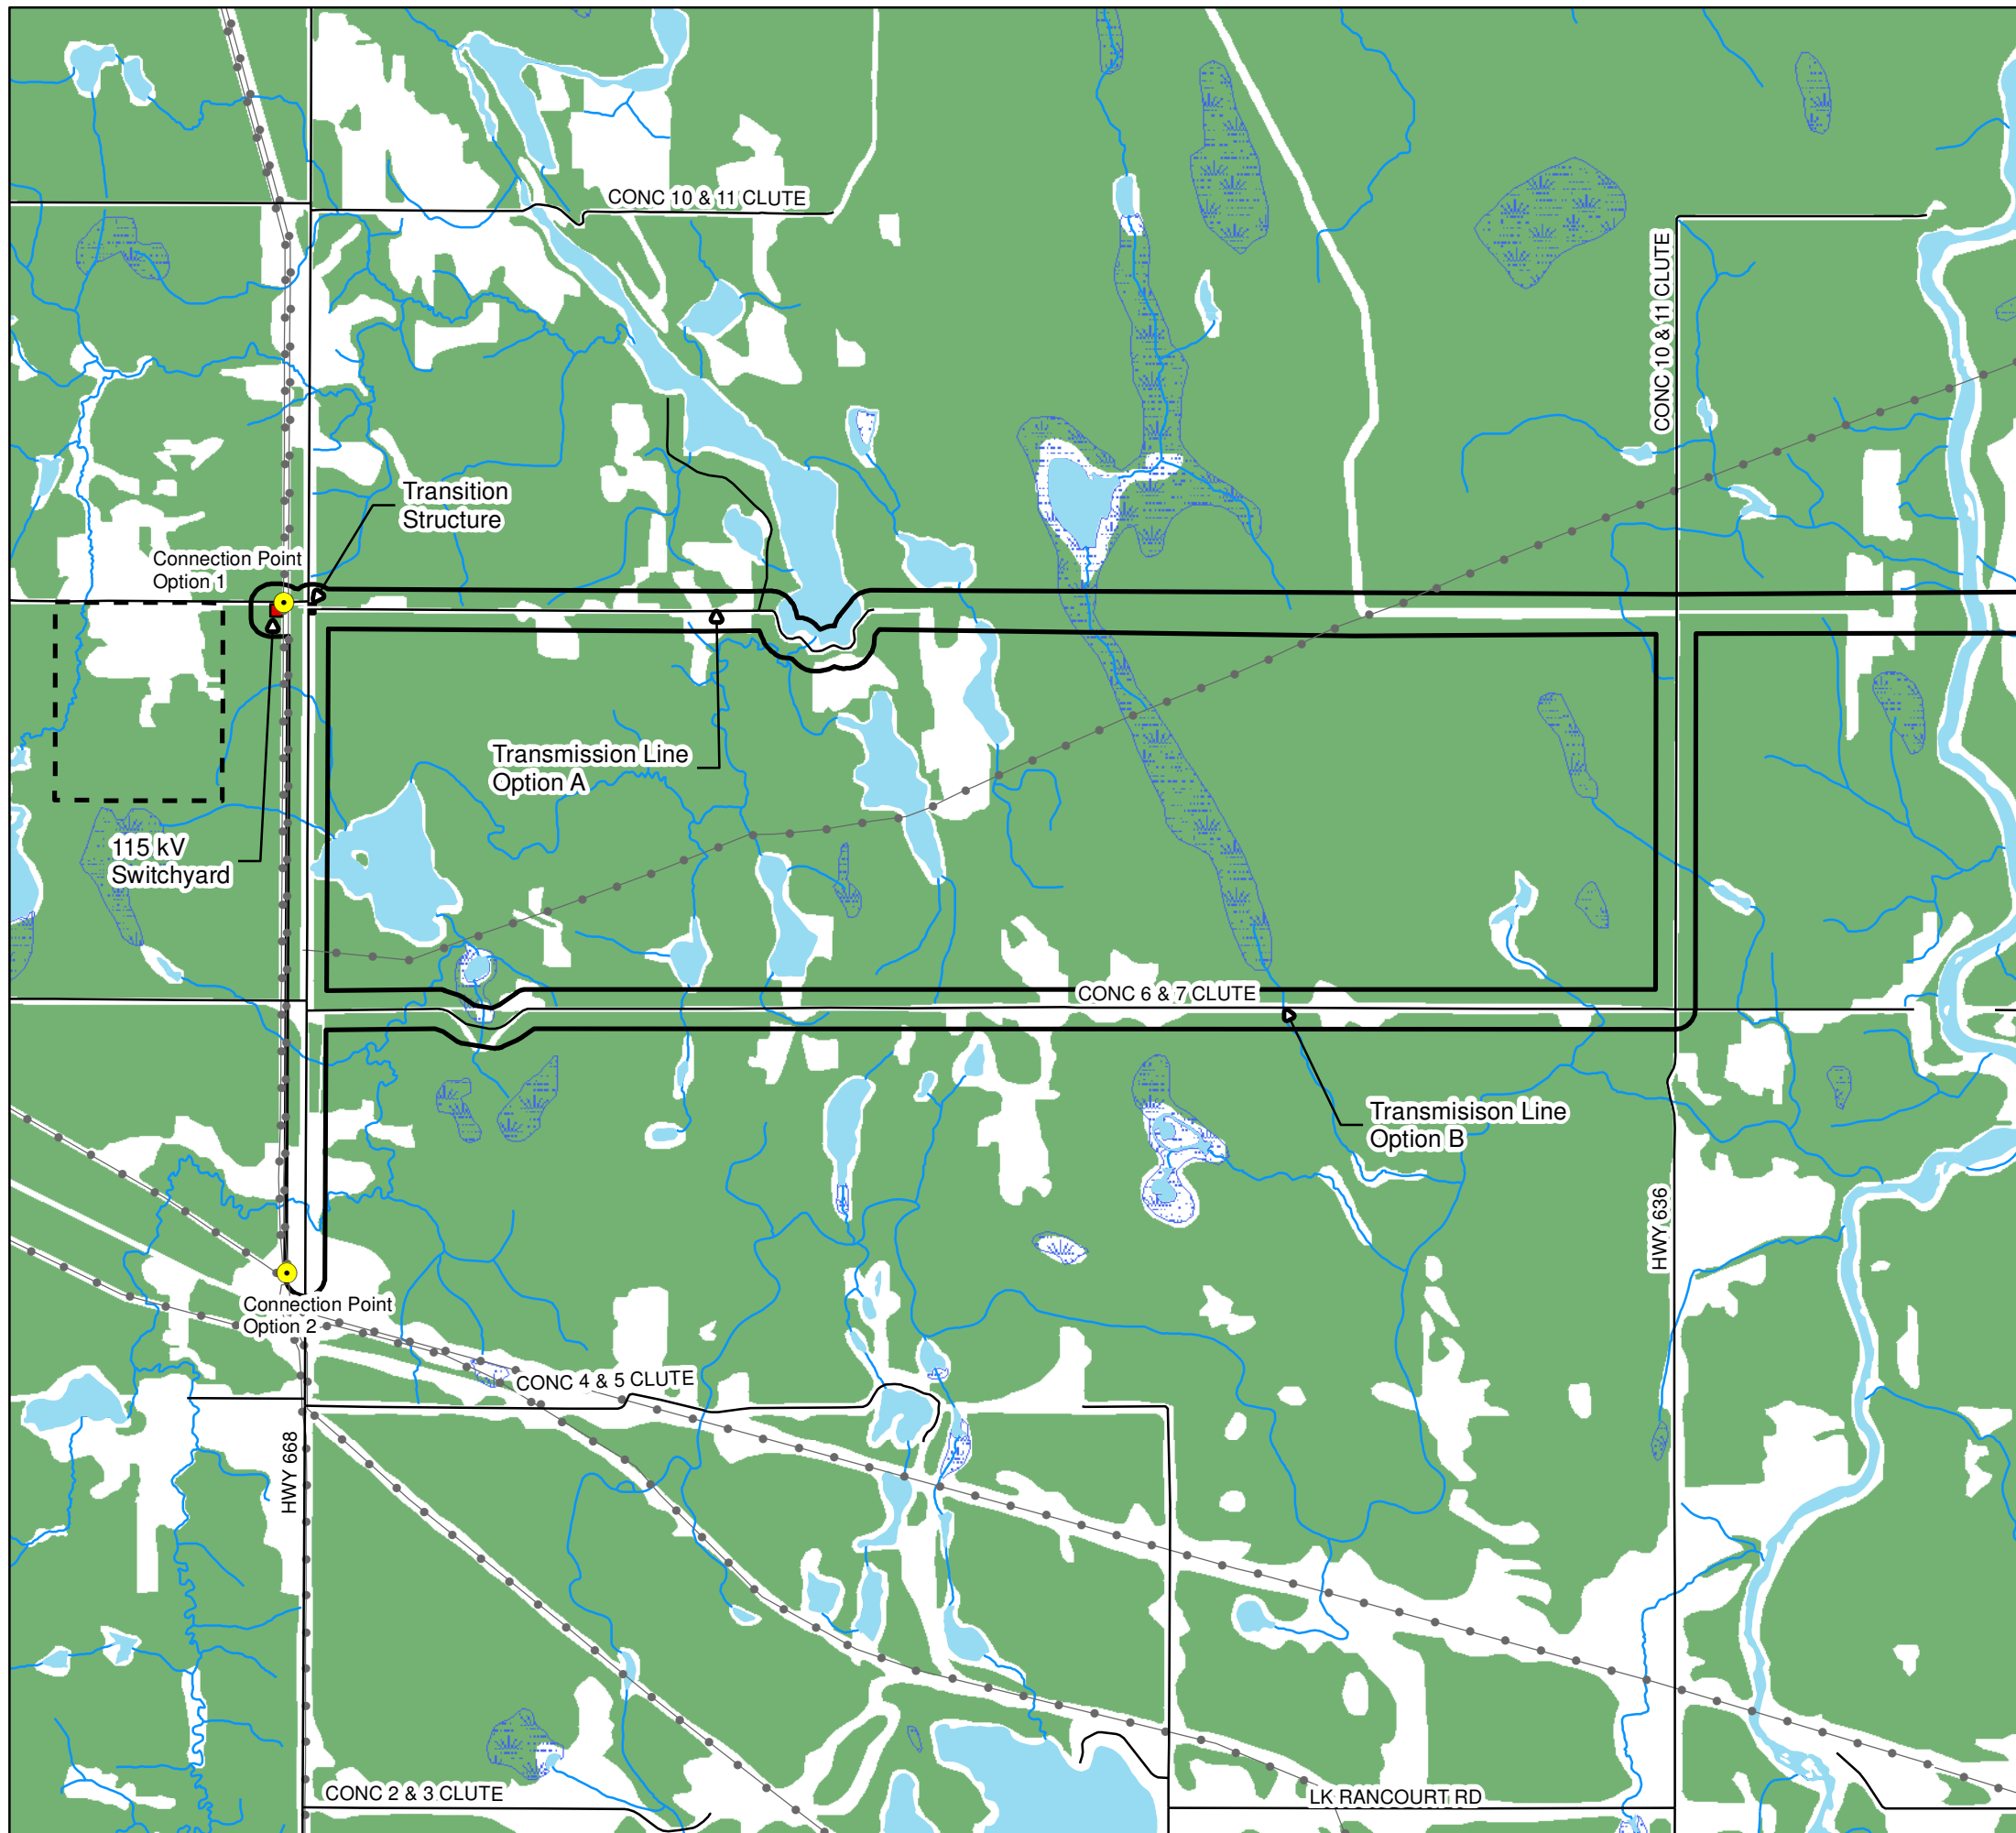 CONC 10 & 11 CLUTE
CONC 10 & 11 CLUTE
Transition
Structure
Connection Point
Option 1
Transmission Line
Option A
115 kV
Switchyard
CONC 6 & 7 CLUTE
Transmisison Line
Option B
HWY 636
Connection Point
Option 2
CONC 4 & 5 CLUTE
HWY 668
CONC 2 & 3 CLUTE
LK RANCOURT RD